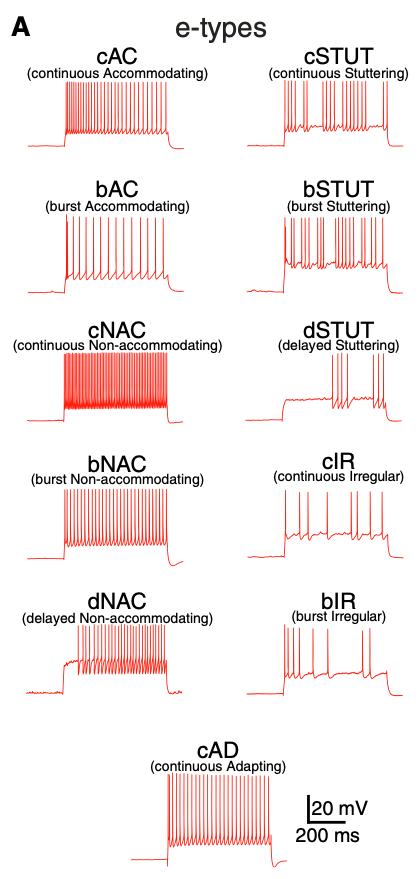 A
e-types
cAC
(continuous Accommodating)
cSTUT
(continuous Stuttering)
bAC
(burst Accommodating)
bSTUT
(burst Stuttering)
cNAC
(continuous Non-accommodating)
dSTUT
(delayed Stuttering)
bNAC
(burst Non-accommodating)
cIR
(continuous Irregular)
dNAC
(delayed Non-accommodating)
bIR
(burst Irregular)
cAD
(continuous Adapting)
20 mV
200 ms